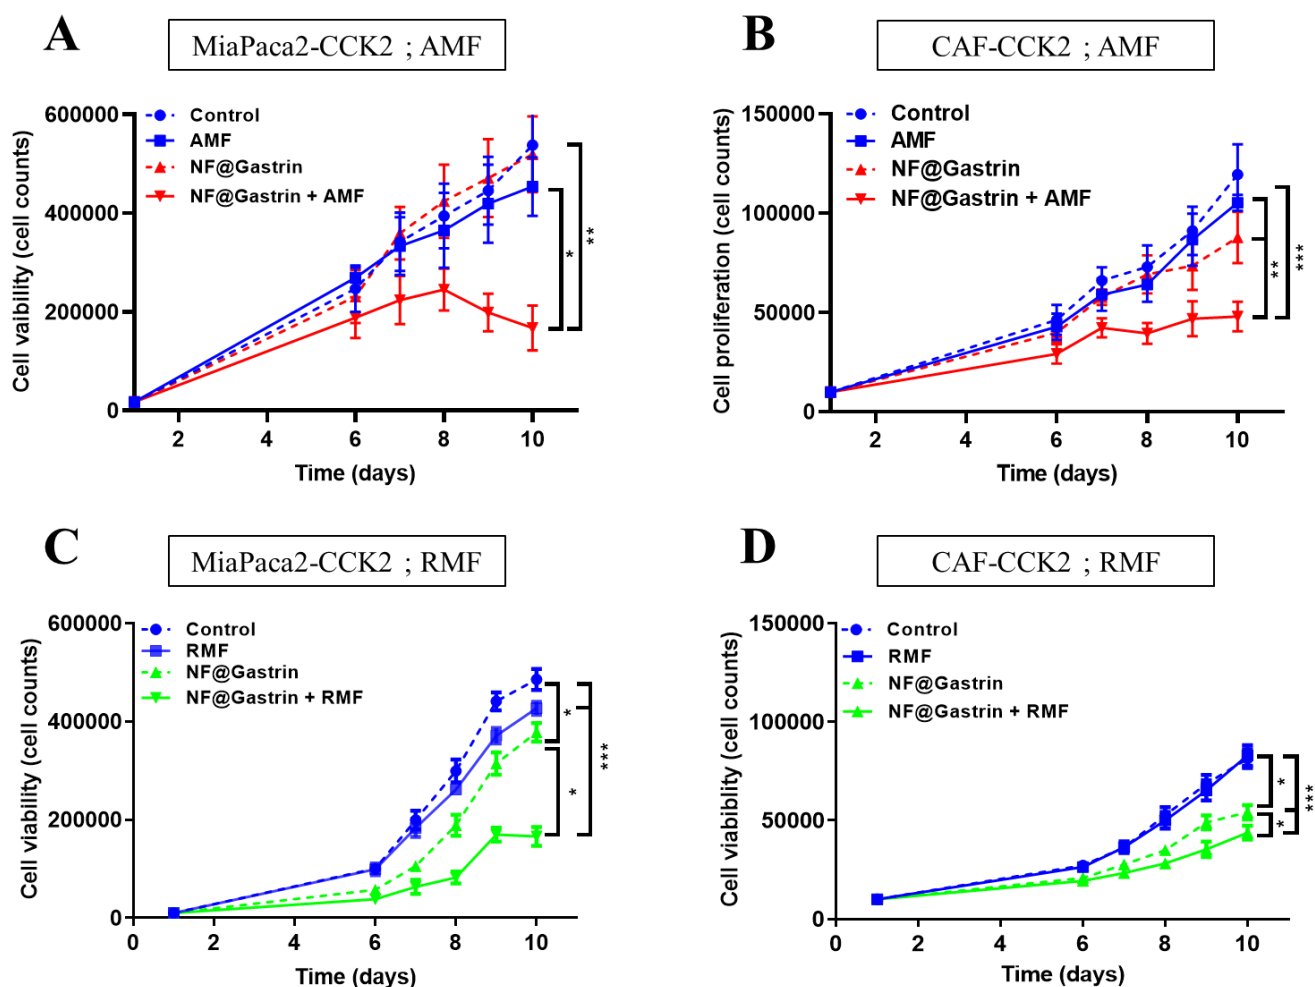 A
MiaPaca2-CCK2 ; AMF
Cell vaibility (cell counts)
600000
400000
200000
0
Control
AMF
NF@Gastrin
NF@Gastrin + AMF
*
**
2
4
6
8
10
Time (days)
B
CAF-CCK2 ; AMF
Cell proliferation (cell counts)
150000
100000
50000
0
Control
AMF
NF@Gastrin
NF@Gastrin + AMF
**
***
2
4
6
8
10
Time (days)
C
MiaPaca2-CCK2 ; RMF
Cell viability (cell counts)
600000
400000
200000
0
Control
RMF
NF@Gastrin
NF@Gastrin + RMF
*
*
***
0
2
4
6
8
10
Time (days)
D
CAF-CCK2 ; RMF
Cell viability (cell counts)
150000
100000
50000
0
Control
RMF
NF@Gastrin
NF@Gastrin + RMF
*
*
***
0
2
4
6
8
10
Time (days)